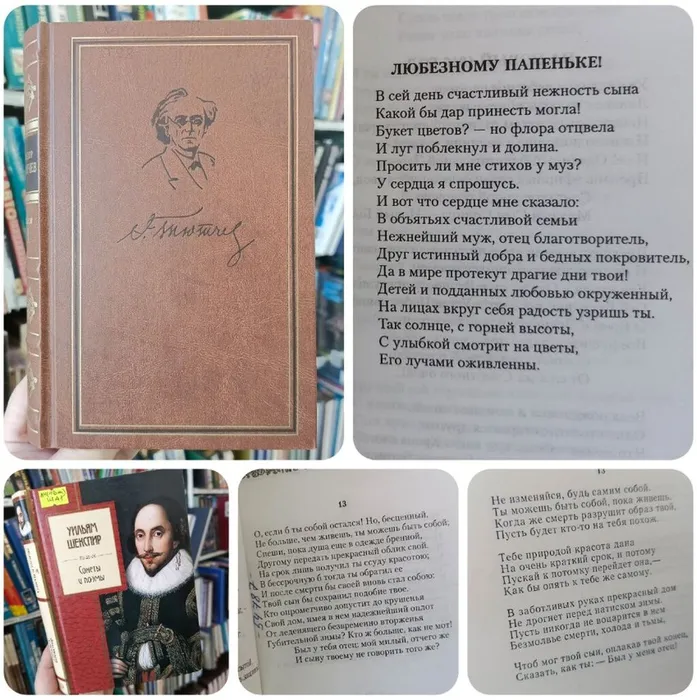 Ф. Тютчев
ЛЮБЕЗНОМУ ПАПЕНЬКЕ!
В сей день счастливый нежность сына
Какой бы дар принесть могла!
Букет цветов? — но флора отцвела
И луг поблекнул и долина.
Просить ли мне стихов у муз?
У сердца я спрошусь.
И вот что сердце мне сказало:
В объятьях счастливой семьи
Нежнейший муж, отец благотворитель,
Друг истинный добра и бедных покровитель,
Да в мире протекут драгие дни твои!
Детей и подданных любовью окруженный,
На лицах вкруг себя радость узришь ты.
Так солнце, с горней высоты,
С улыбкой смотрит на цветы,
Его лучами оживленны.
УИЛЬЯМ
ШЕКСПИР
Сонеты
и поэмы
13
О, если б ты собой остался! Но, бесценный,
Не больше, чем живешь, ты можешь быть собой;
Спеши, пока душа еще в одежде бренной,
Другому передать прекрасный облик свой.
На срок лишь получил ты ссуду красотою;
В бессрочную б тогда ты обратил ее
И после смерти бы своей вновь стал собою:
Твой сын бы сохранил подобие твое.
Кто опрометчиво допустит до крушенья
Свой дом, имея в нем надежнейший оплот
От леденящего безвременно вторженья
Губительной зимы? Кто ж больше, как не мот!
Был у тебя отец; мой милый, отчего же
И сыну твоему не говорить того же?
13
Не изменяйся, будь самим собой.
Ты можешь быть собой, пока живешь.
Когда же смерть разрушит образ твой,
Пусть будет кто-то на тебя похож.
Тебе природой красота дана
На очень краткий срок, и потому
Пускай к потомку перейдет она,—
Как бы опять к тебе же самому.
В заботливых руках прекрасный дом
Не дрогнет перед натиском зимы.
Пусть никогда не воцарится в нем
Безмолвье смерти, холода и тьмы,
Чтоб мог твой сын, оплакав твой конец,
Сказать, как ты: — Был у меня отец!